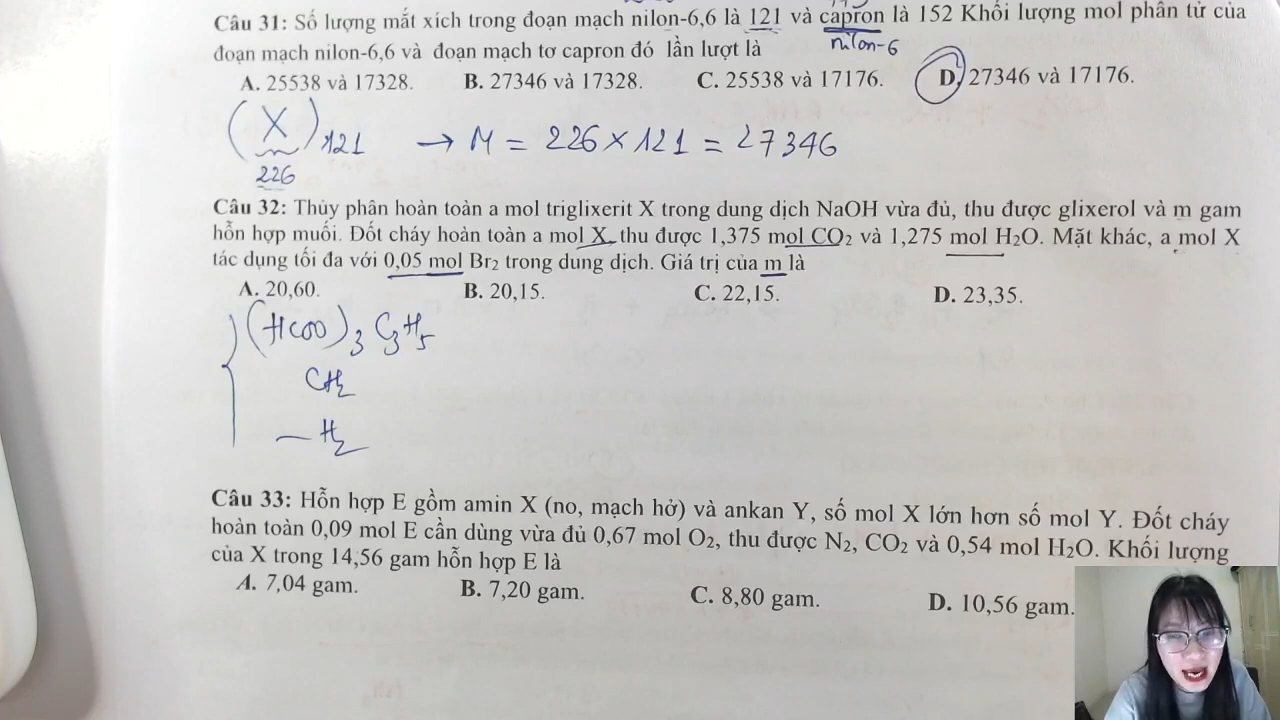 Câu 31: Số lượng mắt xích trong đoạn mạch nilon-6,6 là 121 và capron là 152 Khối lượng mol phân tử của
nilon-6
đoạn mạch nilon-6,6 và đoạn mạch tơ capron đó lần lượt là
A. 25538 và 17328. B. 27346 và 17328. C. 25538 và 17176. D. 27346 và 17176.
(X)121 → M = 226 × 121 = 27346
226
Câu 32: Thủy phân hoàn toàn a mol triglixerit X trong dung dịch NaOH vừa đủ, thu được glixerol và m gam
hỗn hợp muối. Đốt cháy hoàn toàn a mol X thu được 1,375 mol CO2 và 1,275 mol H2O. Mặt khác, a mol X
tác dụng tối đa với 0,05 mol Br2 trong dung dịch. Giá trị của m là
A. 20,60. B. 20,15. C. 22,15. D. 23,35.
(HCOO)3 C3H5
CH2
− H2
Câu 33: Hỗn hợp E gồm amin X (no, mạch hở) và ankan Y, số mol X lớn hơn số mol Y. Đốt cháy
hoàn toàn 0,09 mol E cần dùng vừa đủ 0,67 mol O2, thu được N2, CO2 và 0,54 mol H2O. Khối lượng
của X trong 14,56 gam hỗn hợp E là
A. 7,04 gam. B. 7,20 gam. C. 8,80 gam. D. 10,56 gam.